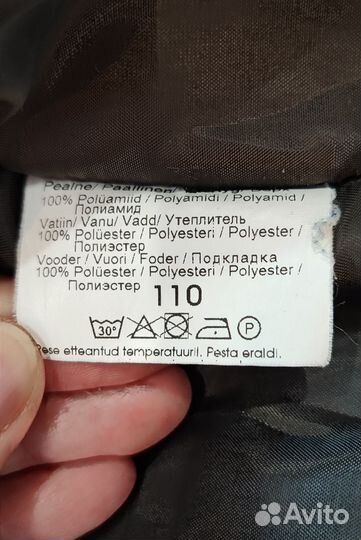 Pealne/ Päällinen/
100% Polüamiid / Polyamidi / Polyamid /
Полиамид
Vatiin/ Vanu/ Vadd/ Утеплитель
100% Polüester / Polyesteri / Polyester /
Полиэстер
Vooder / Vuori / Foder / Подкладка
100% Polüester / Polyesteri / Polyester /
Полиэстер 110
30° P
Pese etteantud temperatuuril. Pesta eraldi.
Avito